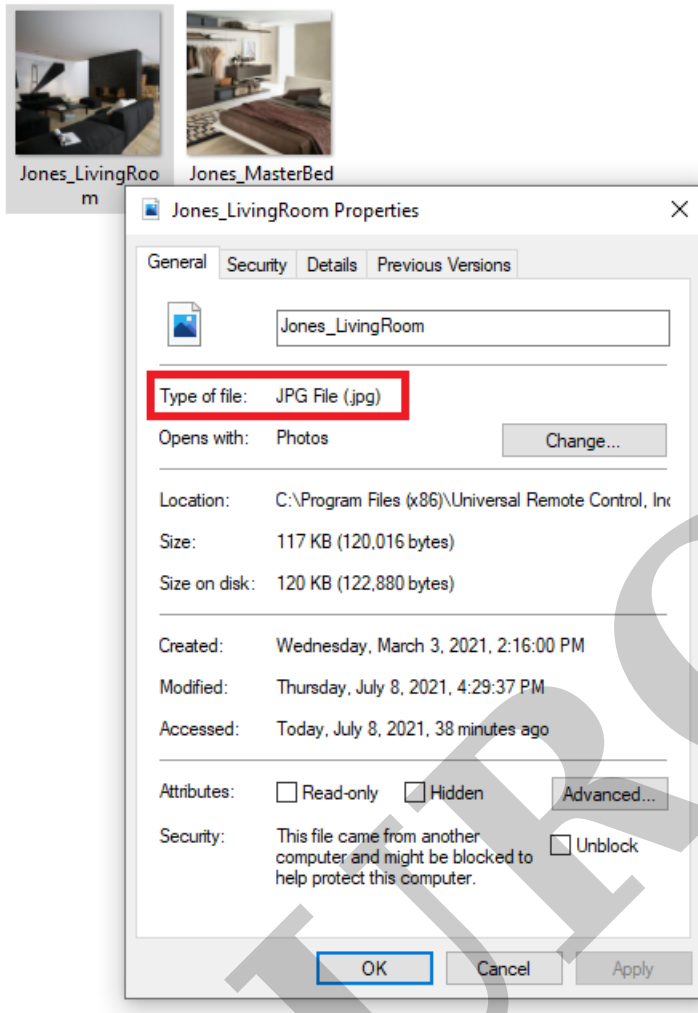 Jones_LivingRoo
m
Jones_MasterBed
Jones_LivingRoom Properties
General Security Details Previous Versions
Jones_LivingRoom
Type of file: JPG File (.jpg)
Opens with: Photos Change...
Location: C:\Program Files (x86)\Universal Remote Control, Inc
Size: 117 KB (120,016 bytes)
Size on disk: 120 KB (122,880 bytes)
Created: Wednesday, March 3, 2021, 2:16:00 PM
Modified: Thursday, July 8, 2021, 4:29:37 PM
Accessed: Today, July 8, 2021, 38 minutes ago
Attributes: Read-only Hidden Advanced...
Security: This file came from another
computer and might be blocked to
help protect this computer.
Unblock
OK Cancel Apply
URC